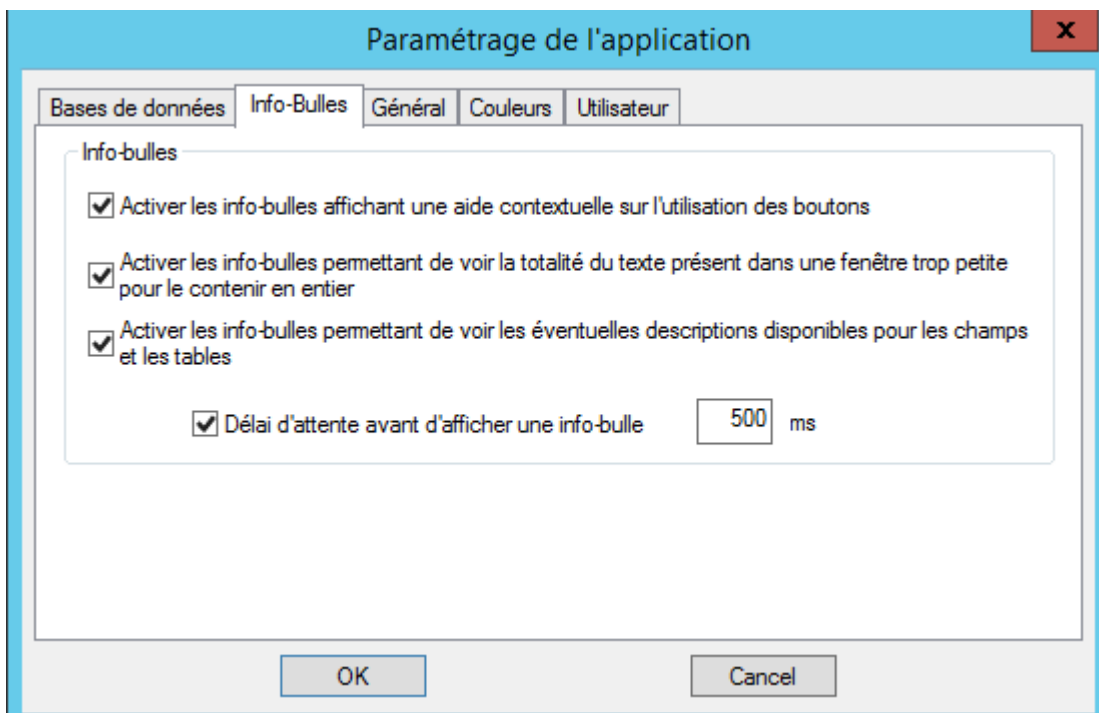 Paramétrage de l'application
x
Bases de données Info-Bulles Général Couleurs Utilisateur
Info-bulles
Activer les info-bulles affichant une aide contextuelle sur l'utilisation des boutons
Activer les info-bulles permettant de voir la totalité du texte présent dans une fenêtre trop petite
pour le contenir en entier
Activer les info-bulles permettant de voir les éventuelles descriptions disponibles pour les champs
et les tables
Délai d'attente avant d'afficher une info-bulle 500 ms
OK Cancel